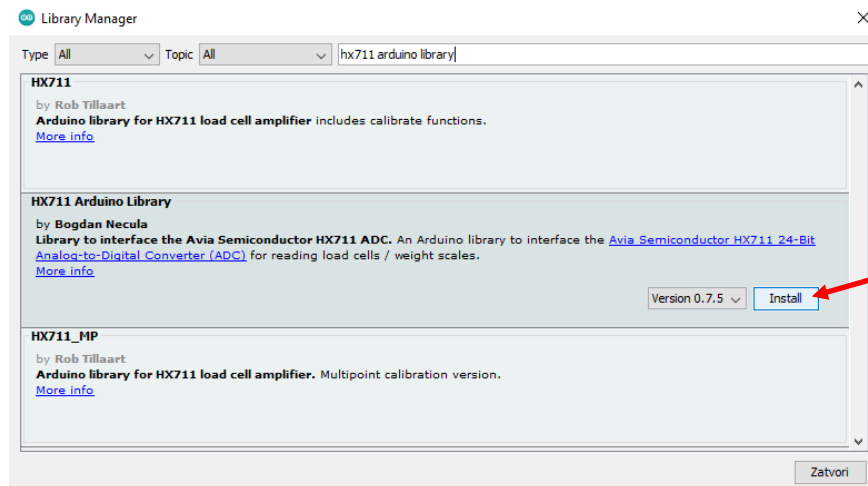 Library Manager
Type All Topic All hx711 arduino library
HX711
by Rob Tillaart
Arduino library for HX711 load cell amplifier includes calibrate functions.
More info
HX711 Arduino Library
by Bogdan Necula
Library to interface the Avia Semiconductor HX711 ADC. An Arduino library to interface the Avia Semiconductor HX711 24-Bit
Analog-to-Digital Converter (ADC) for reading load cells / weight scales.
More info
Version 0.7.5 Install
HX711_MP
by Rob Tillaart
Arduino library for HX711 load cell amplifier. Multipoint calibration version.
More info
Zatvori